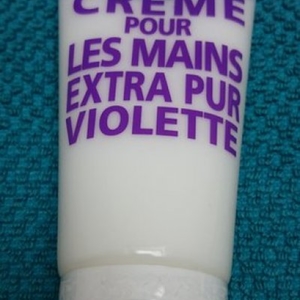 CRÈME
POUR
LES MAINS
EXTRA PUR
VIOLETTE